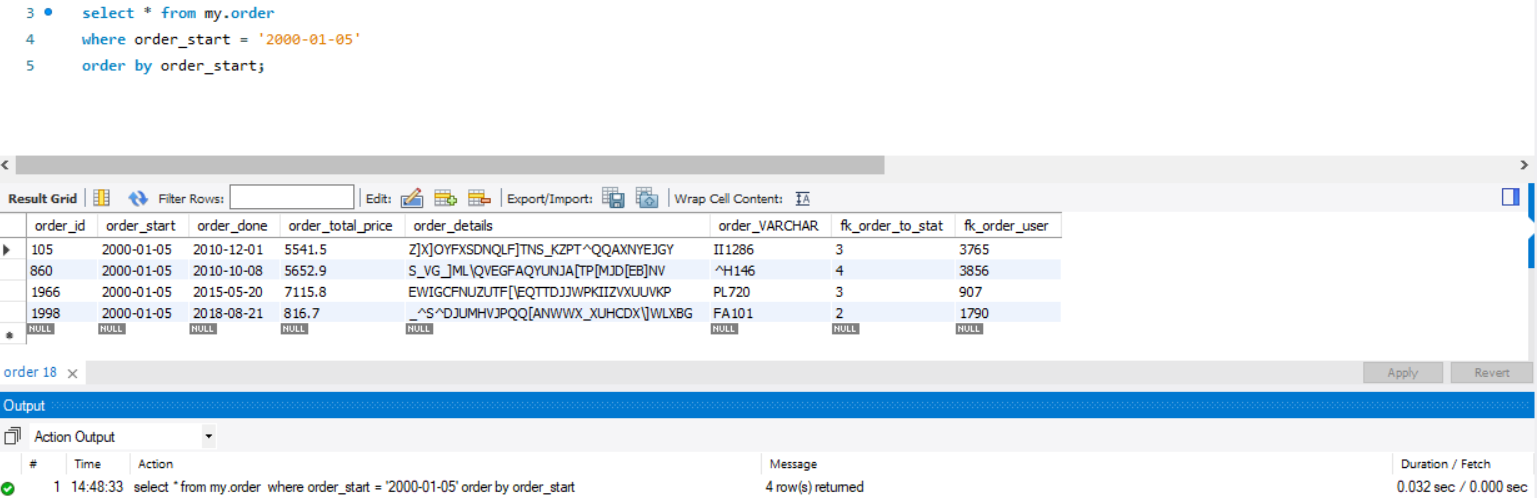 3 select * from my.order
4 where order_start = '2000-01-05'
5 order by order_start;
Result Grid Filter Rows: Edit: Export/Import: Wrap Cell Content: IA
order_id order_start order_done order_total_price order_details order_VARCHAR fk_order_to_stat fk_order_user
105 2000-01-05 2010-12-01 5541.5 Z]X]OYFXSDNQLF]TNS_KZPT^QQAXNYEJGY II1286 3 3765
860 2000-01-05 2010-10-08 5652.9 S_VG_]ML\QVEGFAQYUNJA[TP[MJD[EB]NV ^H146 4 3856
1966 2000-01-05 2015-05-20 7115.8 EWIGCFNUZUTF[\EQTTDJJWPKIIZVXUUVKP PL720 3 907
1998 2000-01-05 2018-08-21 816.7 _^S^DJUMHVJPQQ[ANWWX_XUHCDX\]WLXBG FA101 2 1790
NULL NULL NULL NULL NULL NULL NULL NULL
order 18 Apply Revert
Output
Action Output
# Time Action Message Duration / Fetch
1 14:48:33 select * from my.order where order_start = '2000-01-05' order by order_start 4 row(s) returned 0.032 sec / 0.000 sec